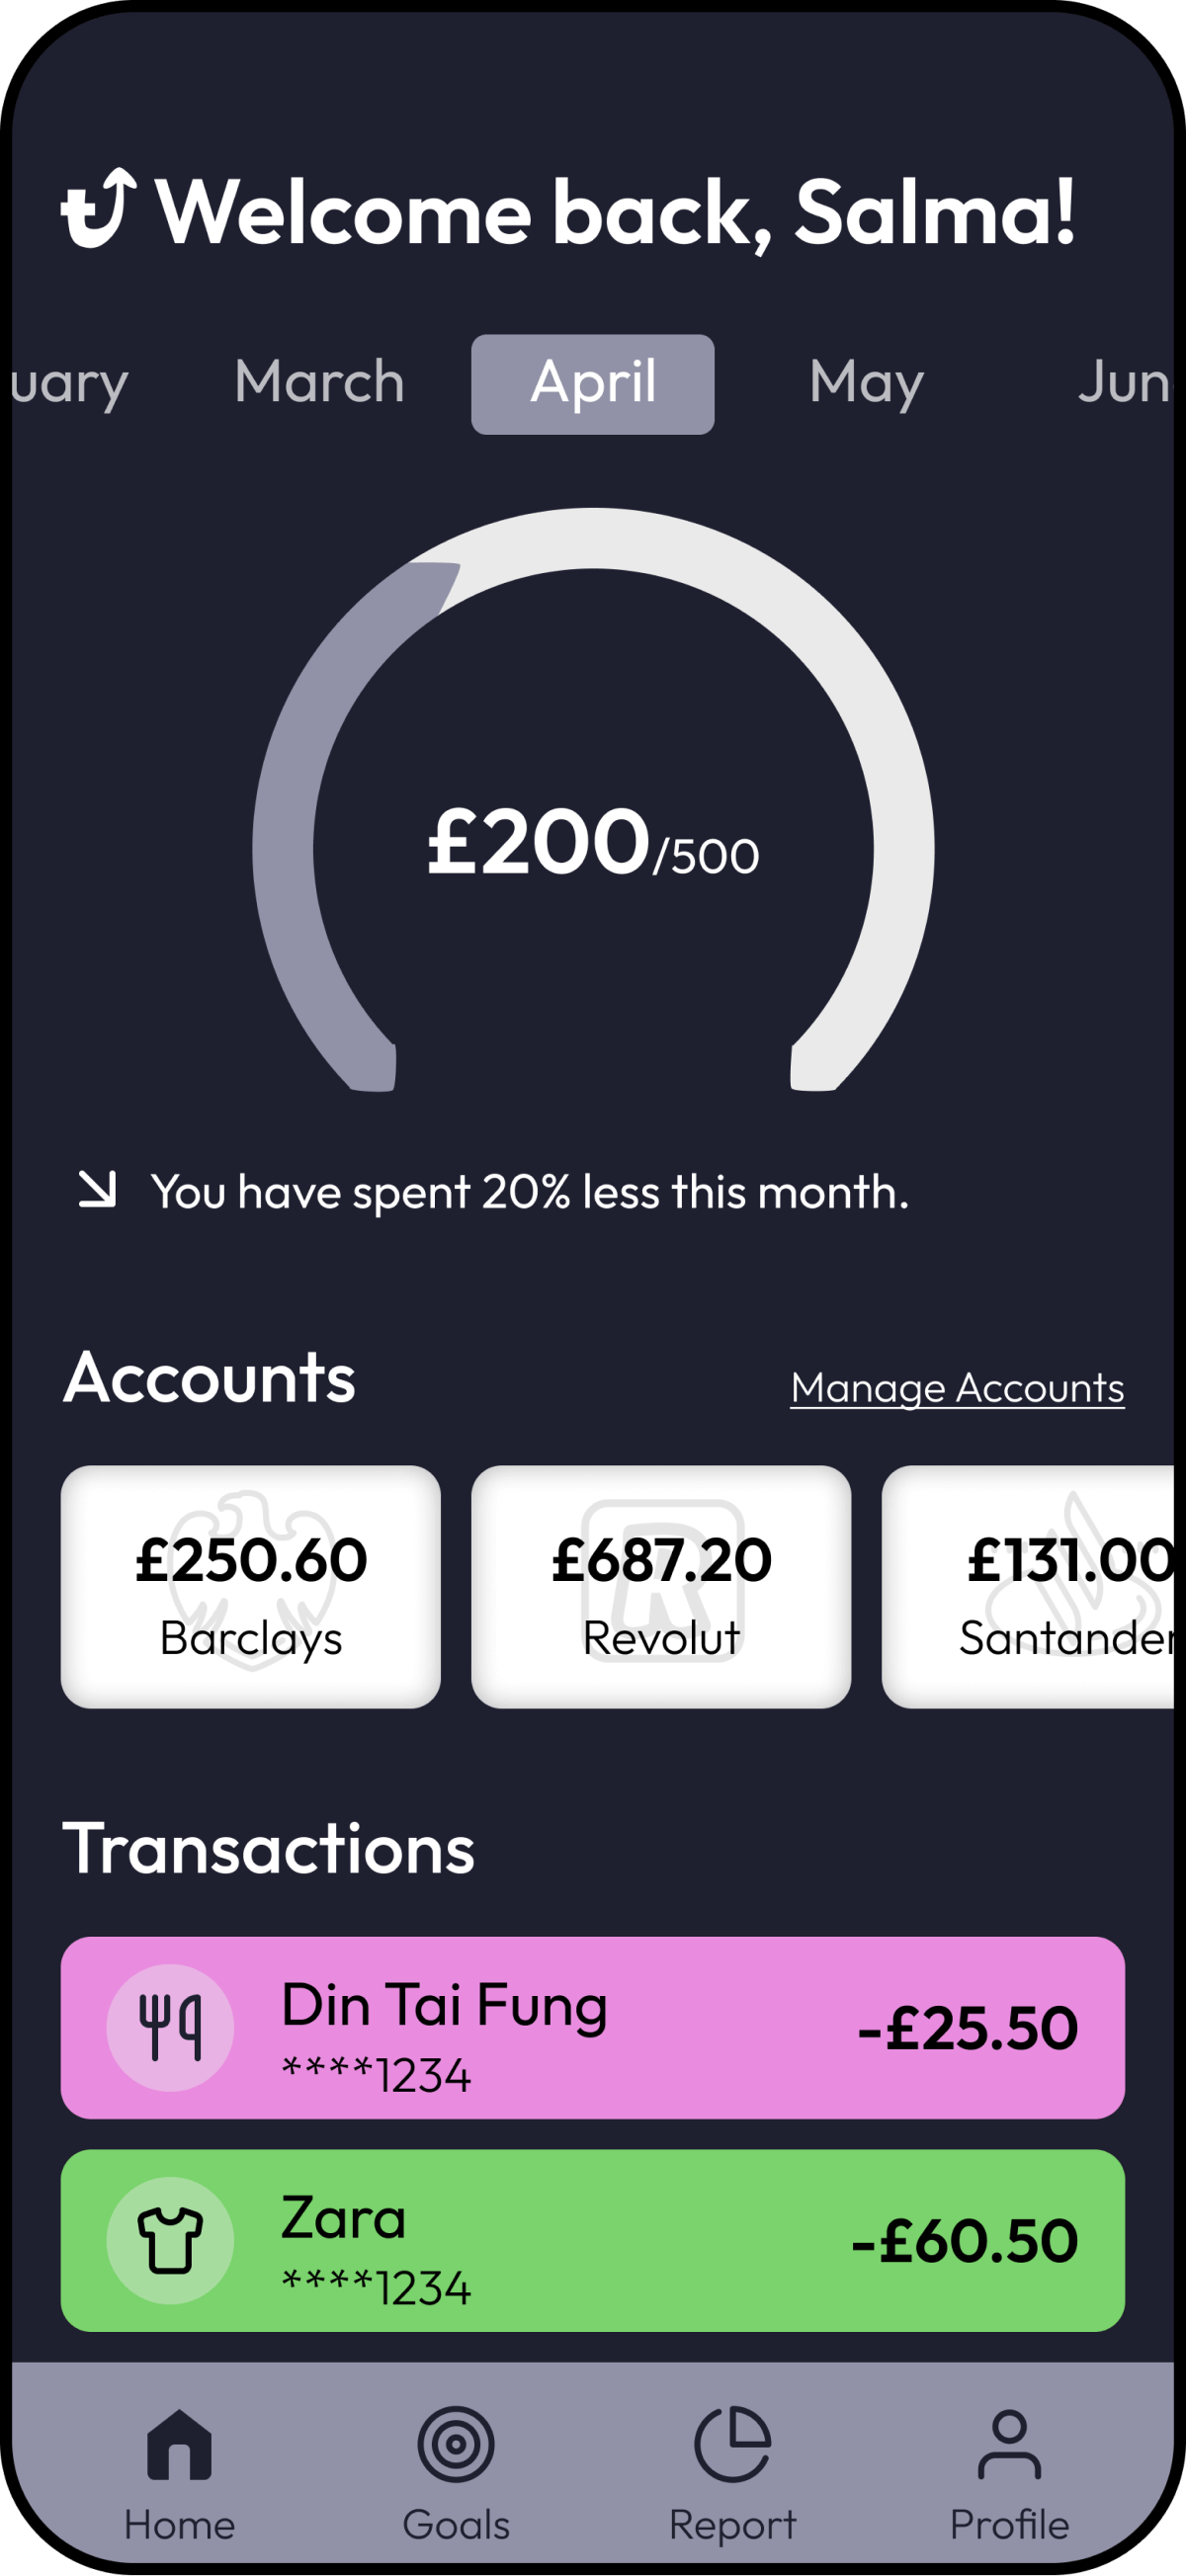 Welcome back, Salma!
uary March April May Jun
£200/500
You have spent 20% less this month.
Accounts Manage Accounts
£250.60 £687.20 £131.00
Barclays Revolut Santander
Transactions
Din Tai Fung
-£25.50
****1234
Zara
-£60.50
****1234
Home Goals Report Profile